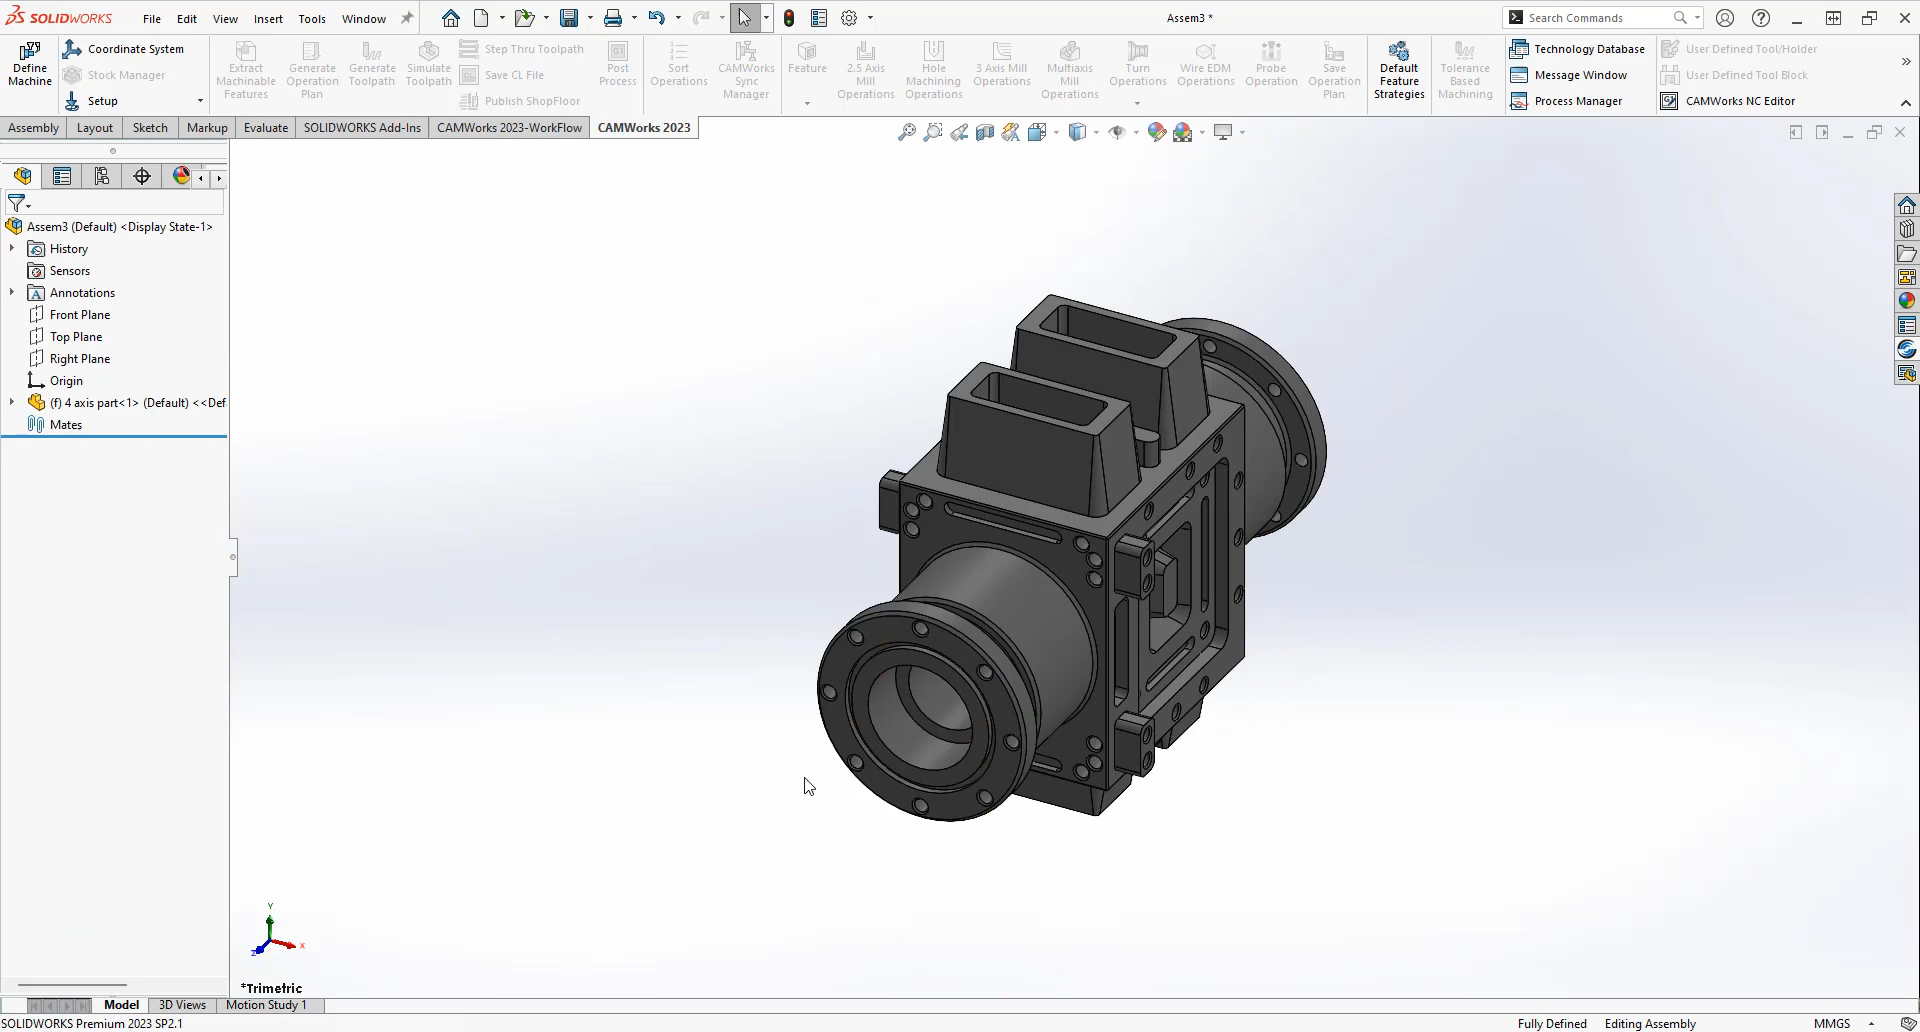 SOLIDWORKS
File
Edit
View
Insert
Tools
Window
Assem3 *
Search Commands
Define Machine
Coordinate System
Stock Manager
Setup
Extract Machinable Features
Generate Operation Plan
Generate Toolpath
Simulate Toolpath
Step Thru Toolpath
Save CL File
Publish ShopFloor
Post Process
Sort Operations
CAMWorks Sync Manager
Feature
2.5 Axis Mill Operations
Hole Machining Operations
3 Axis Mill Operations
Multiaxis Mill Operations
Turn Operations
Wire EDM Operations
Probe Operation
Save Operation Plan
Default Feature Strategies
Tolerance Based Machining
Technology Database
Message Window
Process Manager
User Defined Tool/Holder
User Defined Tool Block
CAMWorks NC Editor
Assembly
Layout
Sketch
Markup
Evaluate
SOLIDWORKS Add-Ins
CAMWorks 2023-WorkFlow
CAMWorks 2023
Assem3 (Default) <Display State-1>
History
Sensors
Annotations
Front Plane
Top Plane
Right Plane
Origin
(f) 4 axis part<1> (Default) <<Def
Mates
Y
X
Z
*Trimetric
Model
3D Views
Motion Study 1
SOLIDWORKS Premium 2023 SP2.1
Fully Defined
Editing Assembly
MMGS